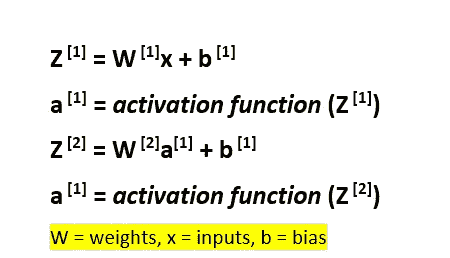 Z [1] = W [1]x + b [1]
a [1] = activation function (Z [1])
Z [2] = W [2]a[1] + b [1]
a [1] = activation function (Z [2])
W = weights, x = inputs, b = bias